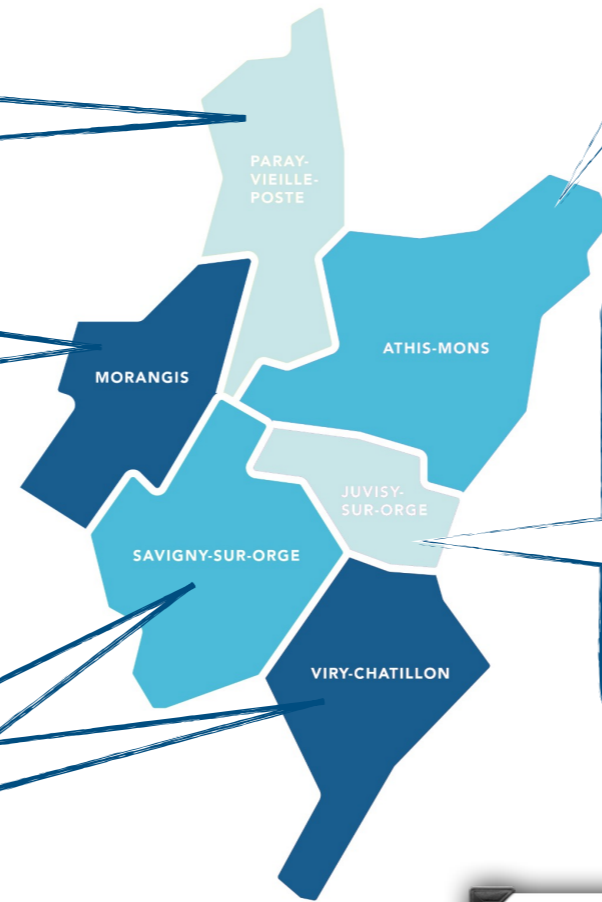 PARAY-
VIEILLE-
POSTE
ATHIS-MONS
MORANGIS
JUVISY-
SUR-ORGE
SAVIGNY-SUR-ORGE
VIRY-CHATILLON